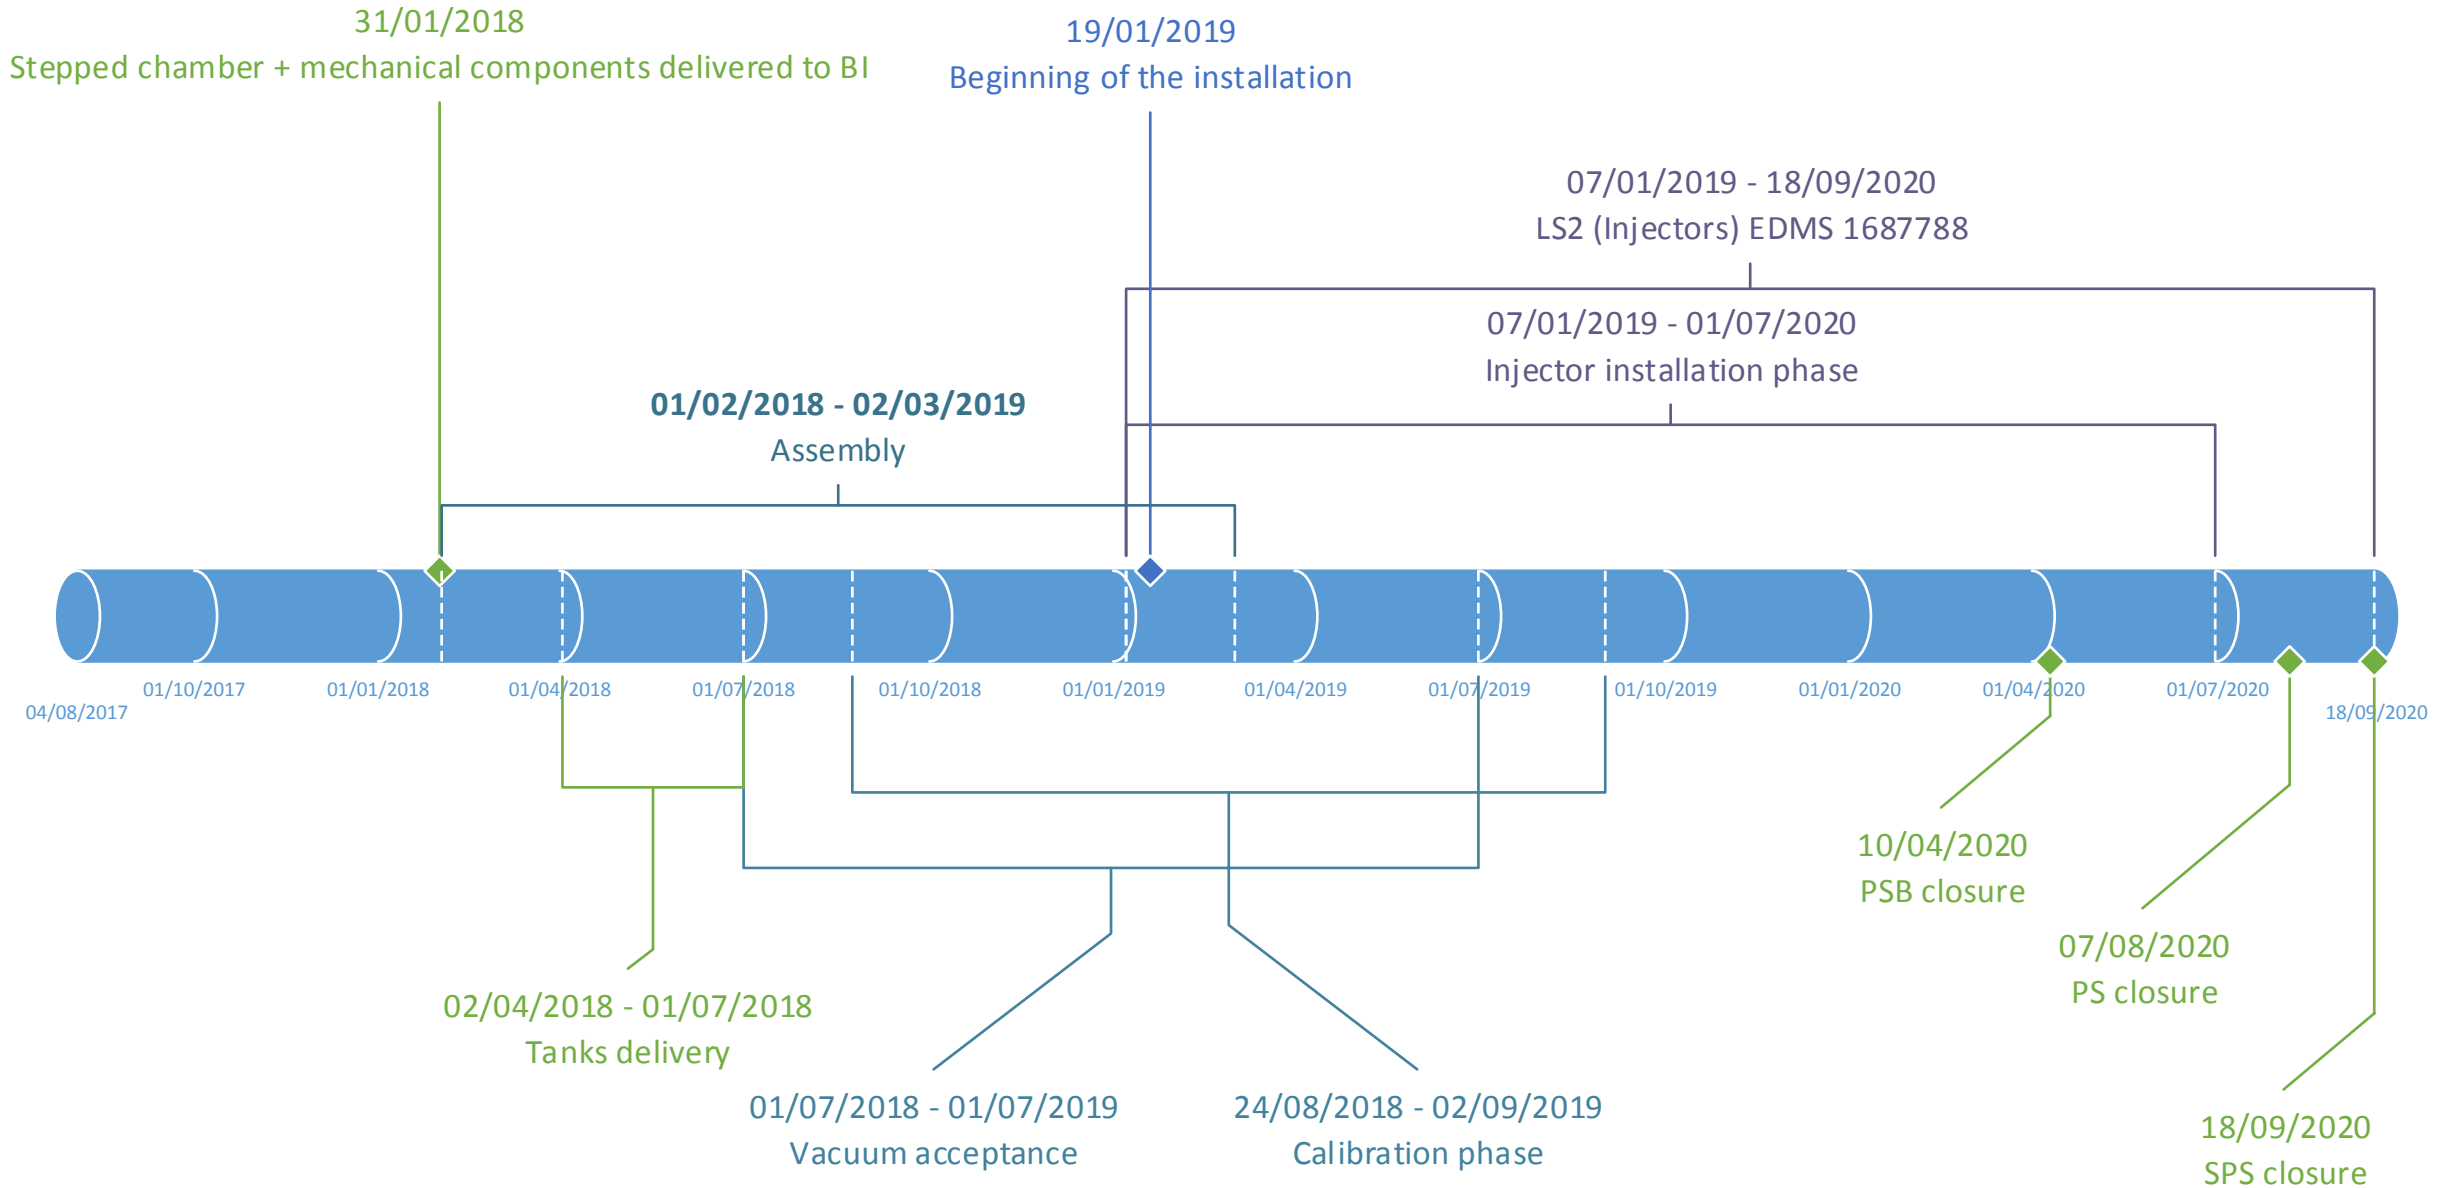 31/01/2018
Stepped chamber + mechanical components delivered to BI
19/01/2019
Beginning of the installation
07/01/2019 - 18/09/2020
LS2 (Injectors) EDMS 1687788
07/01/2019 - 01/07/2020
Injector installation phase
01/02/2018 - 02/03/2019
Assembly
04/08/2017
01/10/2017
01/01/2018
01/04/2018
01/07/2018
01/10/2018
01/01/2019
01/04/2019
01/07/2019
01/10/2019
01/01/2020
01/04/2020
01/07/2020
18/09/2020
10/04/2020
PSB closure
07/08/2020
PS closure
02/04/2018 - 01/07/2018
Tanks delivery
01/07/2018 - 01/07/2019
Vacuum acceptance
24/08/2018 - 02/09/2019
Calibration phase
18/09/2020
SPS closure